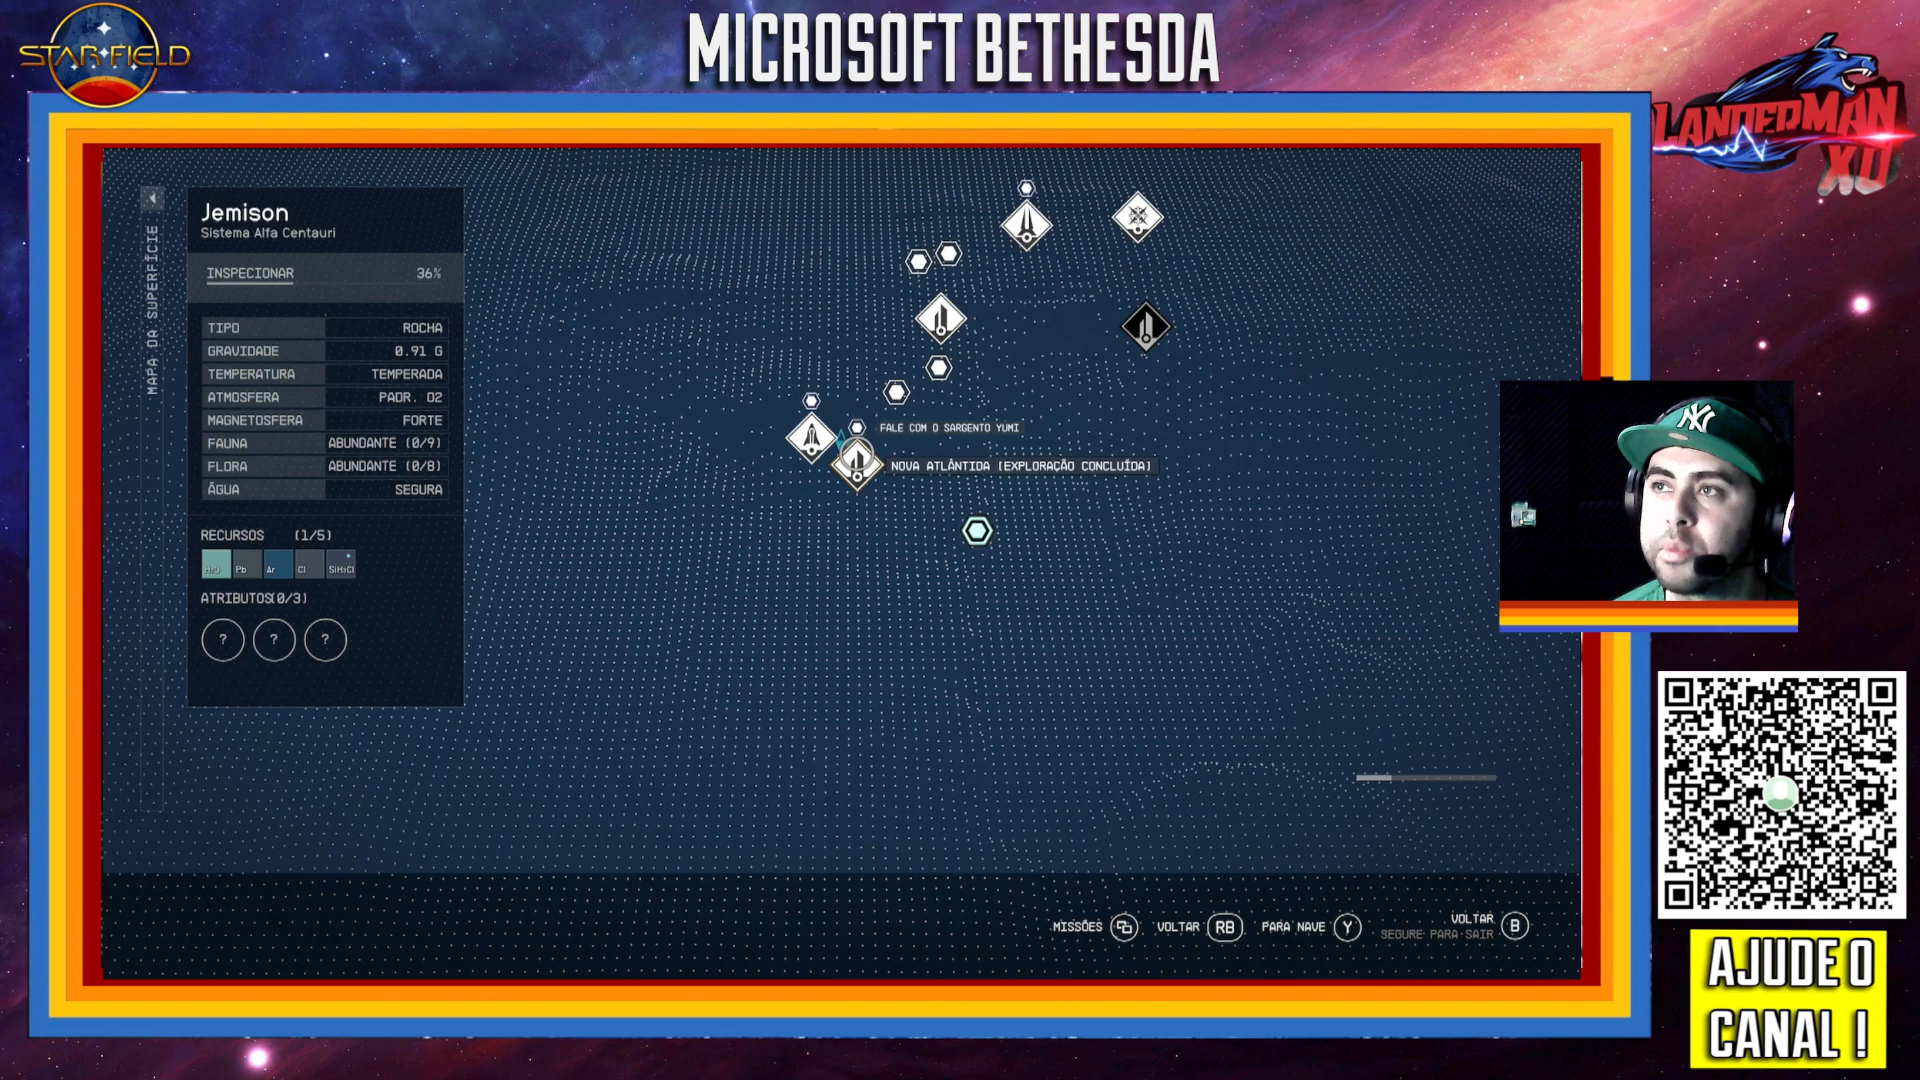 STARFIELD
MICROSOFT BETHESDA
LANDERMAN
XD
MAPA DA SUPERFÍCIE
Jemison
Sistema Alfa Centauri
INSPECIONAR 36%
TIPO ROCHA
GRAVIDADE 0.91 G
TEMPERATURA TEMPERADA
ATMOSFERA PADR. O2
MAGNETOSFERA FORTE
FAUNA ABUNDANTE (0/9)
FLORA ABUNDANTE (0/8)
ÁGUA SEGURA
RECURSOS (1/5)
H₂O Pb Ar Cl SiH₃Cl
ATRIBUTOS(0/3)
? ? ?
FALE COM O SARGENTO YUMI
NOVA ATLÂNTIDA (EXPLORAÇÃO CONCLUÍDA)
NY
MISSÕES VOLTAR RB PARA NAVE Y VOLTAR B
SEGURE PARA SAIR
AJUDE O
CANAL !